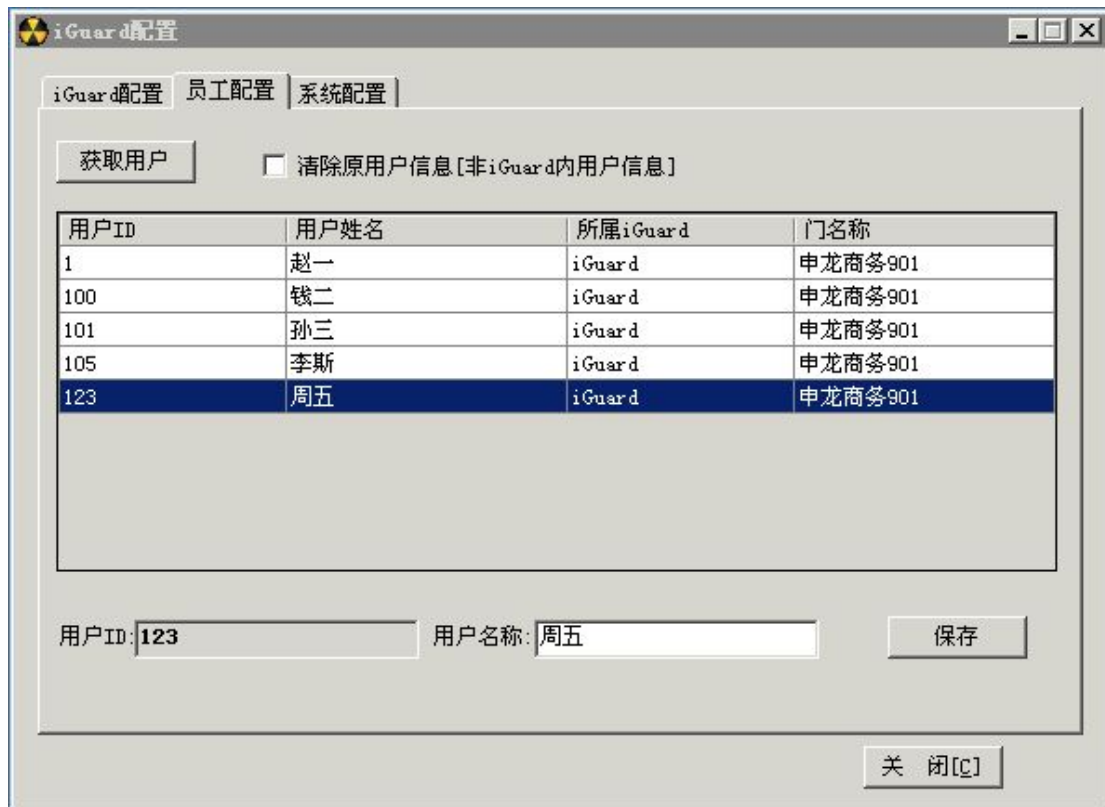 iGuard配置
iGuard配置 员工配置 系统配置
获取用户 清除原用户信息[非iGuard内用户信息]
用户ID 用户姓名 所属iGuard 门名称
1 赵一 iGuard 申龙商务901
100 钱二 iGuard 申龙商务901
101 孙三 iGuard 申龙商务901
105 李斯 iGuard 申龙商务901
123 周五 iGuard 申龙商务901
用户ID:123 用户名称:周五 保存
关 闭[C]